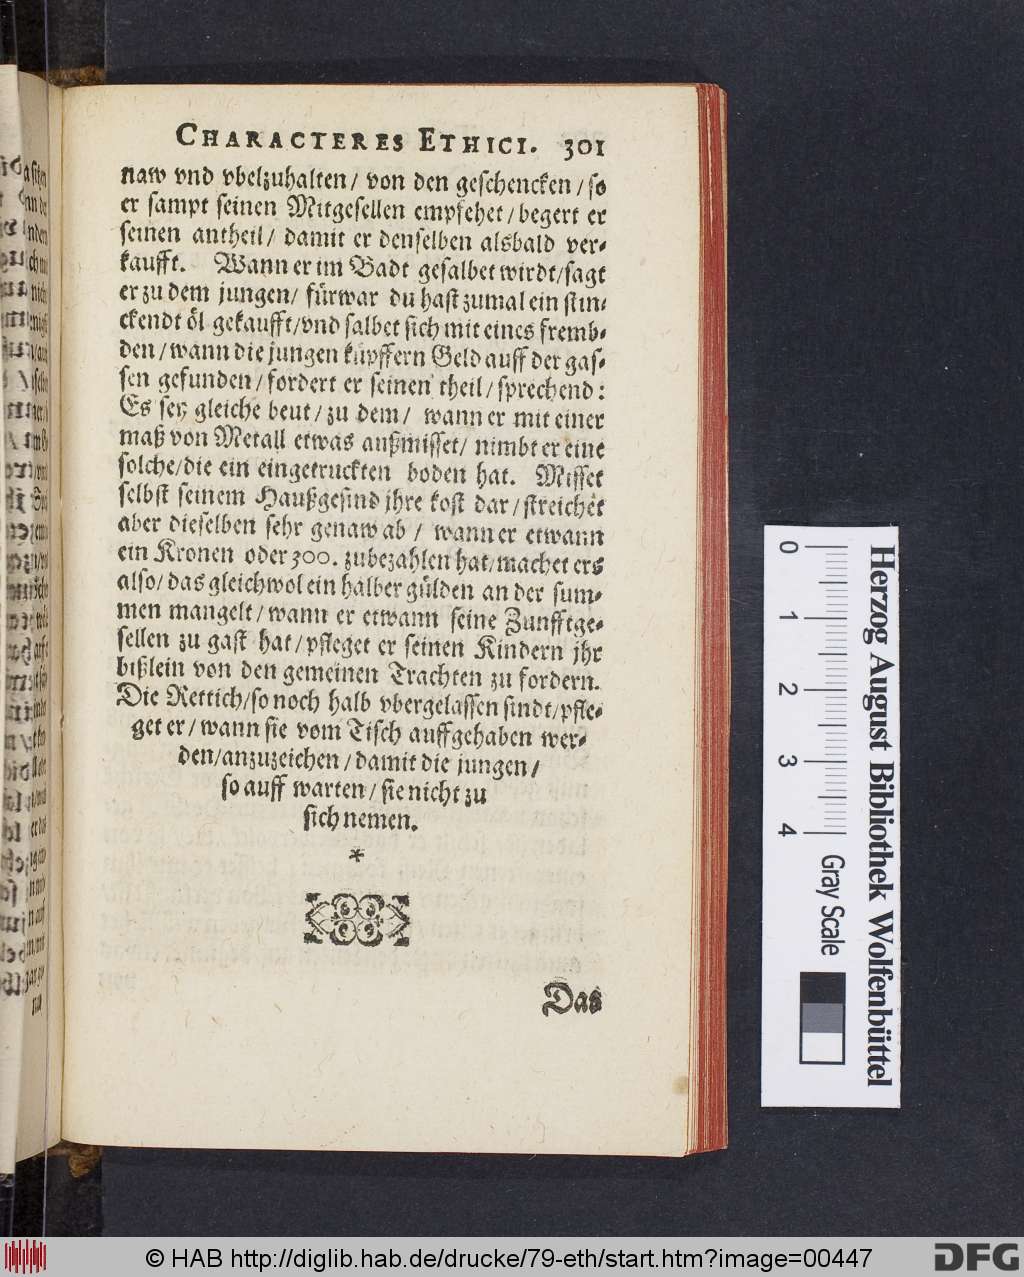 CHARACTERES ETHICI. 301
naw vnd vbelzuhalten / von den geschencken / so
er sampt seinen Mitgesellen empfehet / begert er
seinen antheil / damit er denselben alsbald ver-
kaufft. Wann er im Badt gesalbet wirdt / sagt
er zu dem jungen / fürwar du hast zumal ein stin-
ckendt öl gekaufft / vnd salbet sich mit eines fremb-
den / wann die jungen kupffern Geld auff der gas-
sen gefunden / fordert er seinen theil / sprechend:
Es sey gleiche beut / zu dem / wann er mit einer
maß von Metall etwas außmisset / nimbt er eine
solche / die ein eingetruckten boden hat. Misset
selbst seinem Haußgesind jhre kost dar / streichet
aber dieselben sehr genaw ab / wann er etwann
ein Kronen oder 300. zubezahlen hat / machet ers
also / das gleichwol ein halber gülden an der sum-
men mangelt / wann er etwann seine Zunfftge-
sellen zu gast hat / pfleget er seinen Kindern jhr
bißlein von den gemeinen Trachten zu fordern.
Die Rettich / so noch halb vbergelassen sindt / pfle-
get er / wann sie vom Tisch auffgehaben wer-
den / anzuzeichen / damit die jungen /
so auff warten / sie nicht zu
sich nemen.
*
Das
0 1 2 3 4
Gray Scale
Herzog August Bibliothek Wolfenbüttel
© HAB http://diglib.hab.de/drucke/79-eth/start.htm?image=00447
DFG